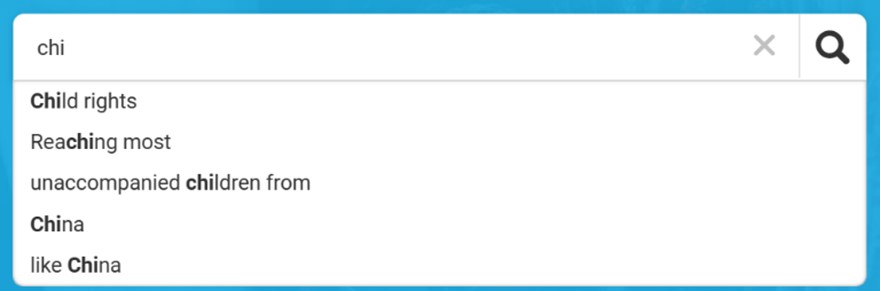 chi
Child rights
Reaching most
unaccompanied children from
China
like China